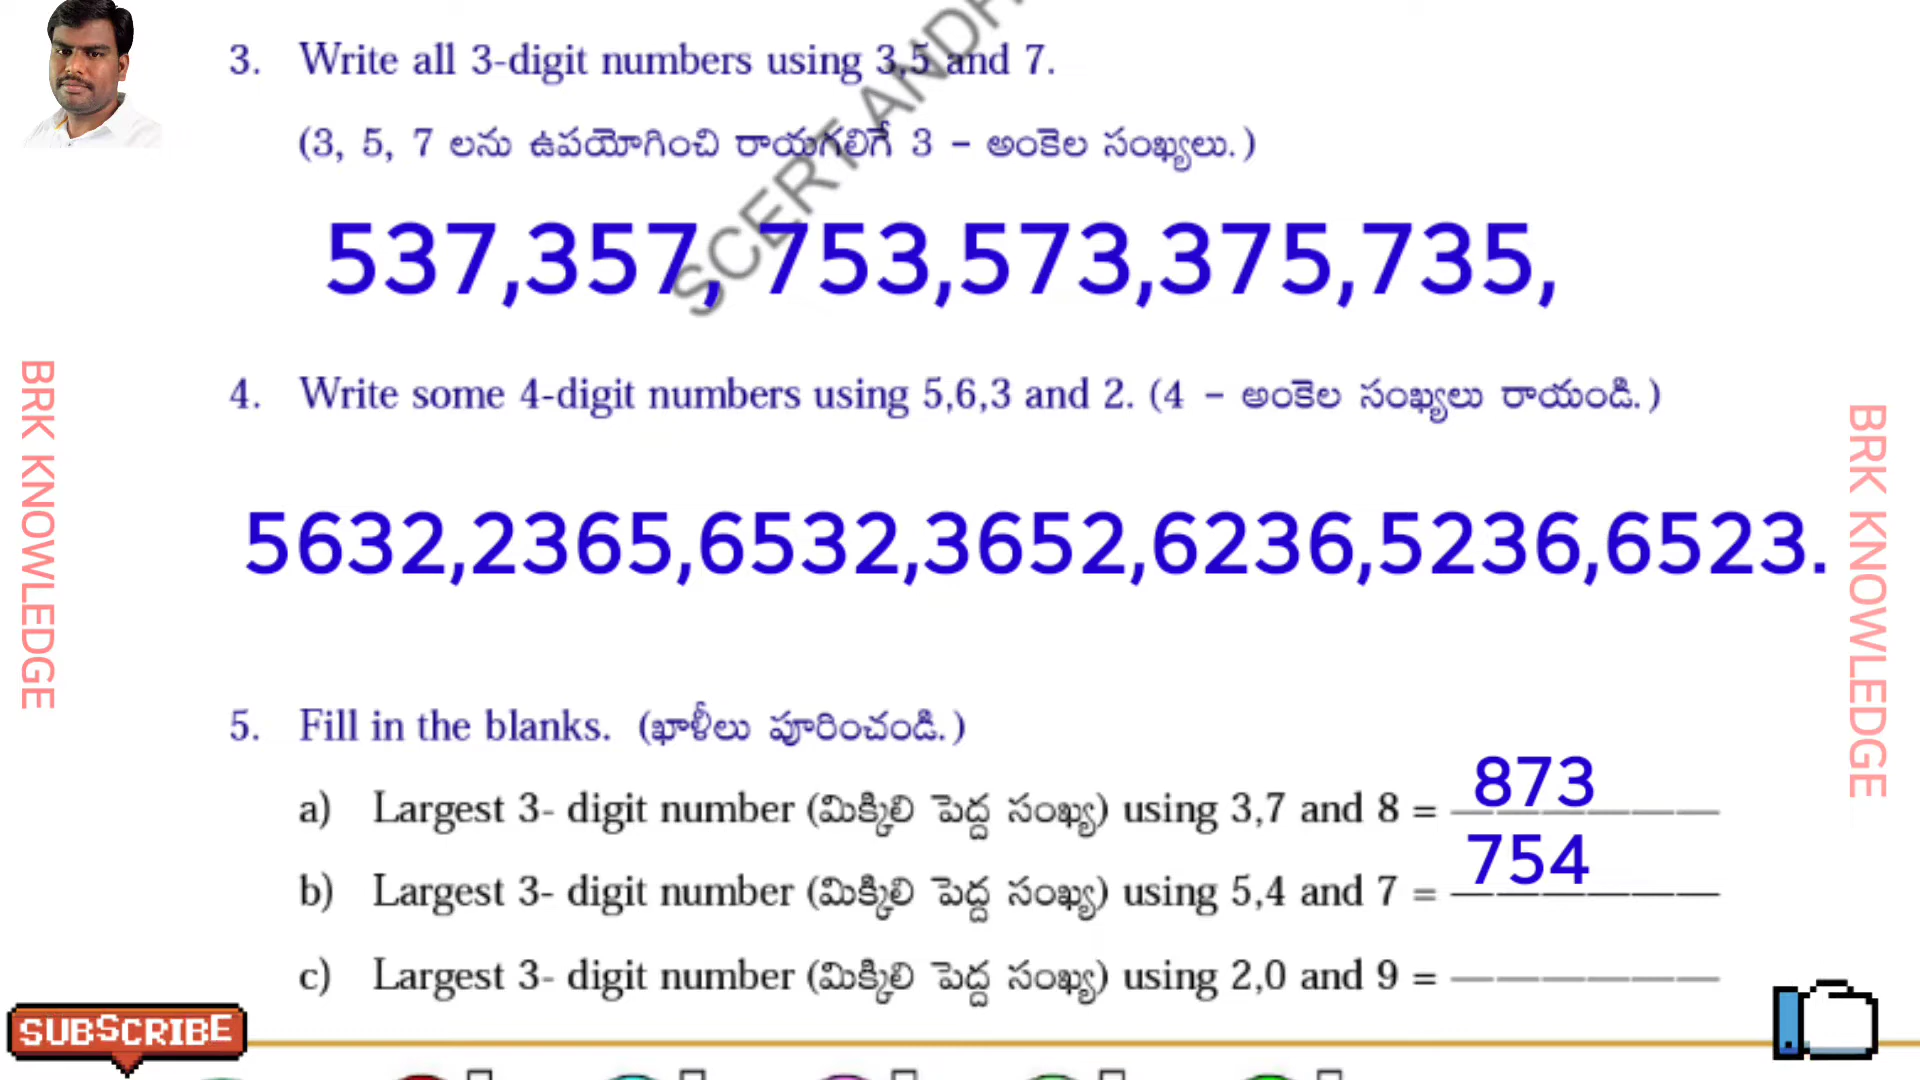 3. Write all 3-digit numbers using 3,5 and 7.
(3, 5, 7 లను ఉపయోగించి రాయగలిగే 3 – అంకెల సంఖ్యలు.)
SCERT ANDH
537,357, 753,573,375,735,
4. Write some 4-digit numbers using 5,6,3 and 2. (4 – అంకెల సంఖ్యలు రాయండి.)
5632,2365,6532,3652,6236,5236,6523.
BRK KNOWLEDGE
BRK KNOWLEDGE
5. Fill in the blanks. (ఖాళీలు పూరించండి.)
a) Largest 3- digit number (మిక్కిలి పెద్ద సంఖ్య) using 3,7 and 8 = 873
b) Largest 3- digit number (మిక్కిలి పెద్ద సంఖ్య) using 5,4 and 7 = 754
c) Largest 3- digit number (మిక్కిలి పెద్ద సంఖ్య) using 2,0 and 9 =
SUBSCRIBE